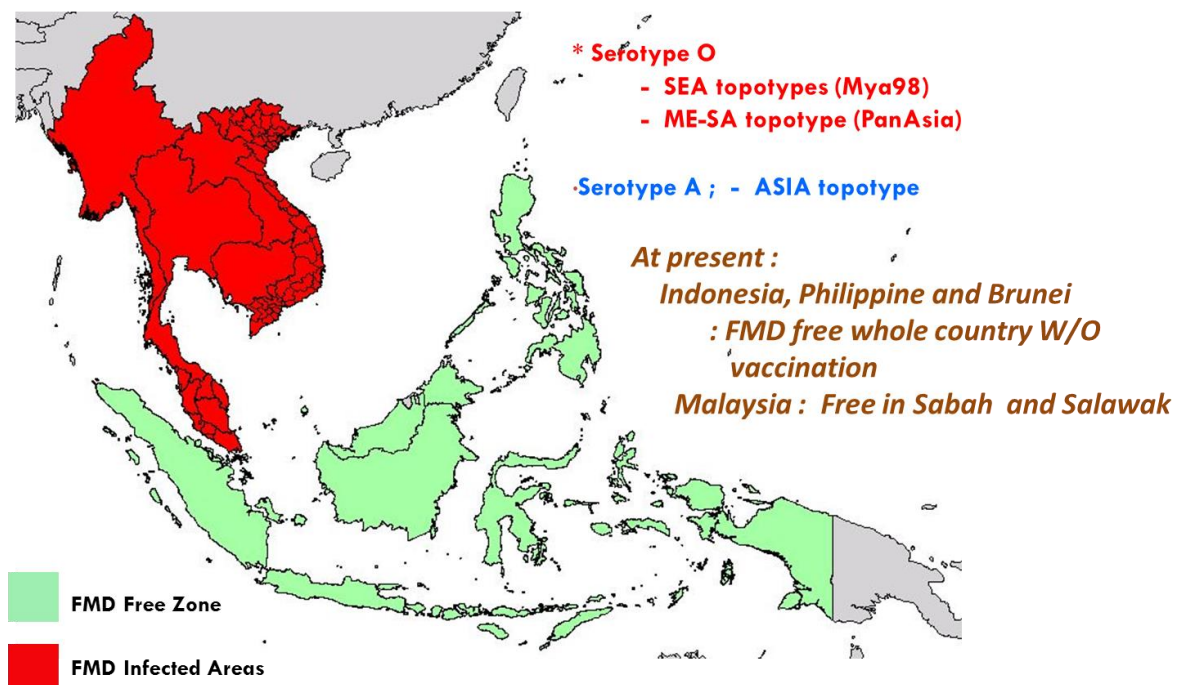 * Serotype O
- SEA topotypes (Mya98)
- ME-SA topotype (PanAsia)
·Serotype A ; - ASIA topotype
At present :
Indonesia, Philippine and Brunei
: FMD free whole country W/O
vaccination
Malaysia : Free in Sabah and Salawak
FMD Free Zone
FMD Infected Areas